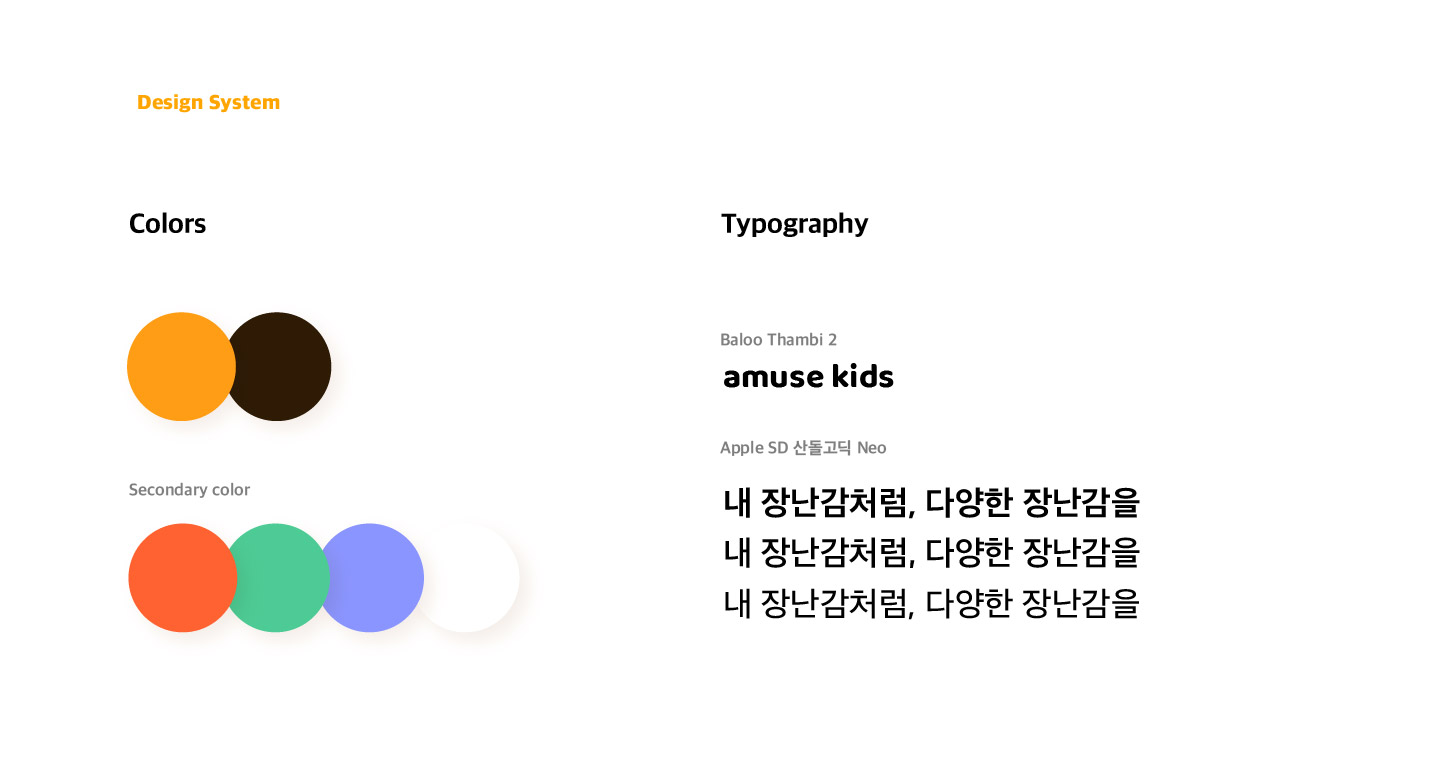 Design System
Colors
Secondary color
Typography
Baloo Thambi 2
amuse kids
Apple SD 산돌고딕 Neo
내 장난감처럼, 다양한 장난감을
내 장난감처럼, 다양한 장난감을
내 장난감처럼, 다양한 장난감을